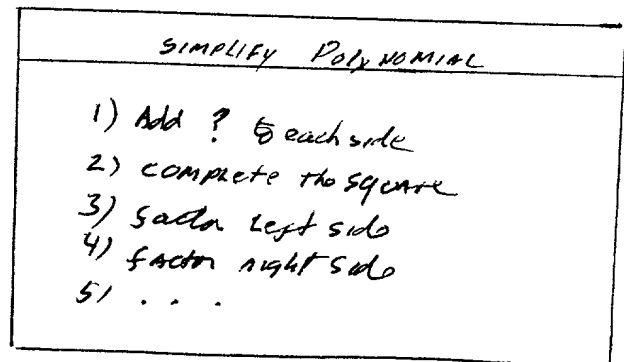 SIMPLIFY POLYNOMIAL
1) Add ? to each side
2) COMPLETE the SQUARE
3) factor Left side
4) factor right side
5) . . .